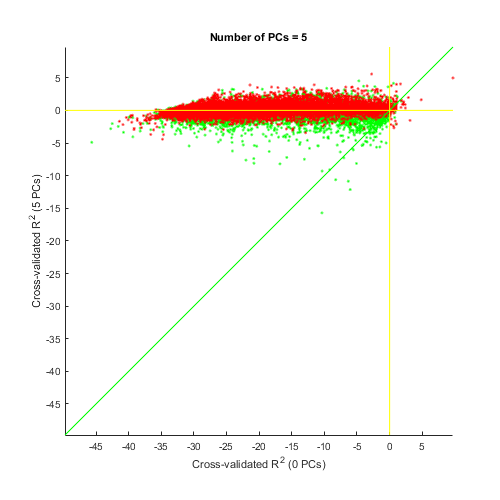 Number of PCs = 5
5
0
-5
-10
-15
-20
-25
-30
-35
-40
-45
Cross-validated R² (5 PCs)
-45 -40 -35 -30 -25 -20 -15 -10 -5 0 5
Cross-validated R² (0 PCs)